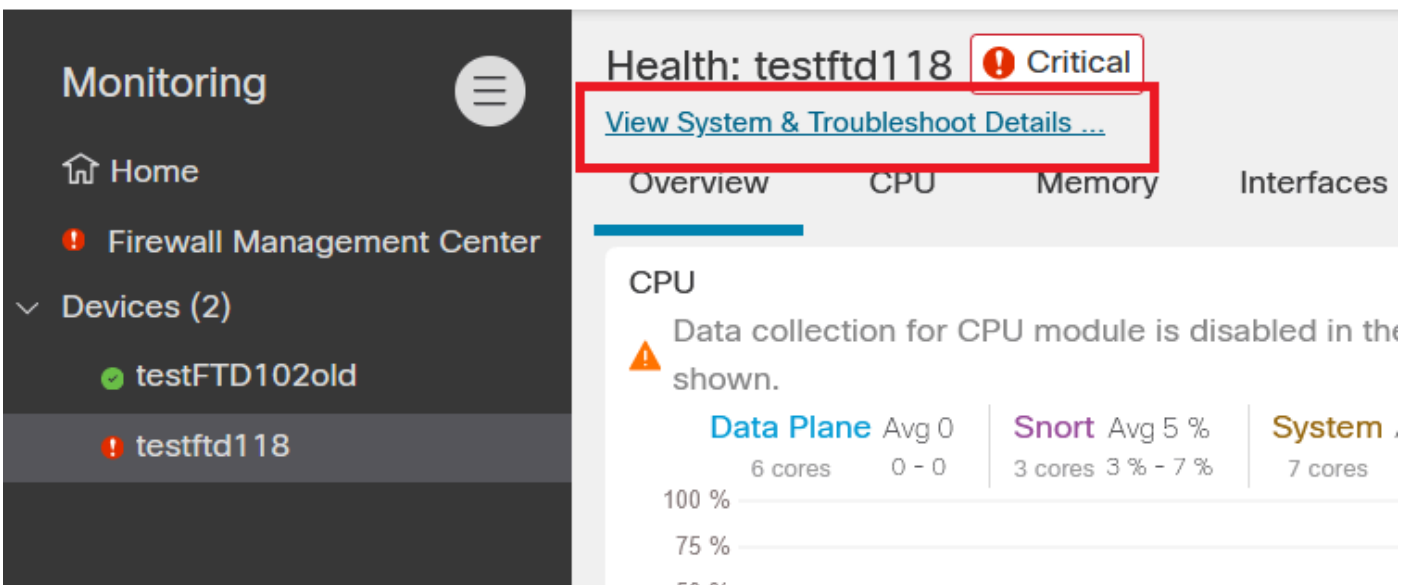 Monitoring
Home
Firewall Management Center
Devices (2)
testFTD102old
testftd118
Health: testftd118 Critical
View System & Troubleshoot Details ...
Overview CPU Memory Interfaces
CPU
Data collection for CPU module is disabled in the
shown.
Data Plane Avg 0 Snort Avg 5 % System
6 cores 0 - 0 3 cores 3 % - 7 % 7 cores
100 %
75 %